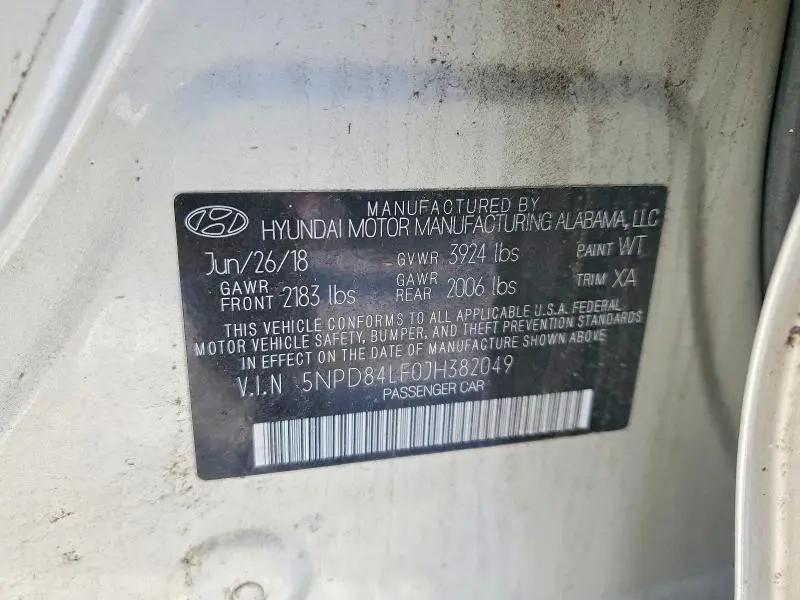 MANUFACTURED BY
HYUNDAI MOTOR MANUFACTURING ALABAMA, LLC
Jun/26/18 GVWR 3924 lbs PAINT WT
GAWR FRONT 2183 lbs GAWR REAR 2006 lbs TRIM XA
THIS VEHICLE CONFORMS TO ALL APPLICABLE U.S.A. FEDERAL
MOTOR VEHICLE SAFETY, BUMPER, AND THEFT PREVENTION STANDARDS
IN EFFECT ON THE DATE OF MANUFACTURE SHOWN ABOVE
V.I.N 5NPD84LF0JH382049
PASSENGER CAR